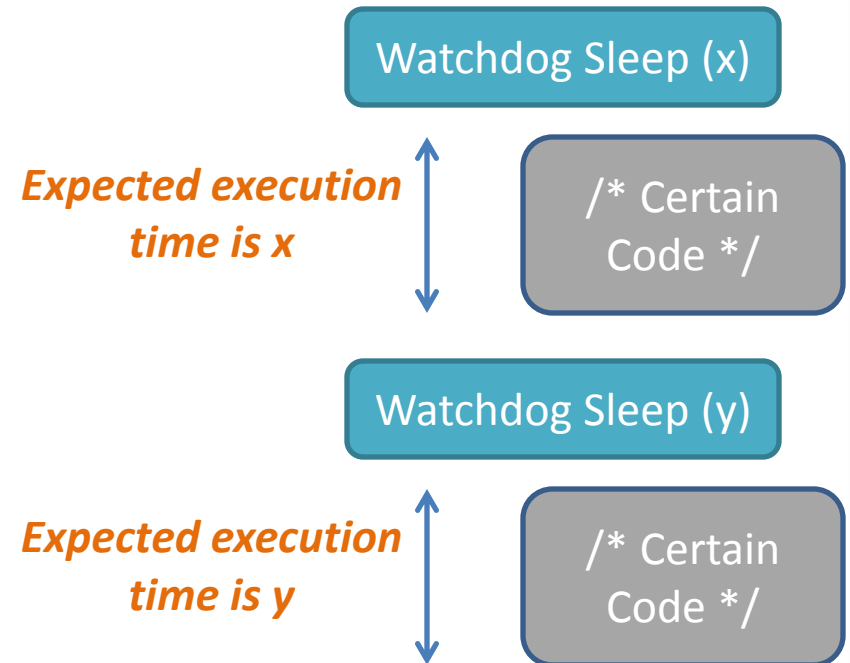 Watchdog Sleep (x)
Expected execution
time is x
/* Certain
Code */
Watchdog Sleep (y)
Expected execution
time is y
/* Certain
Code */